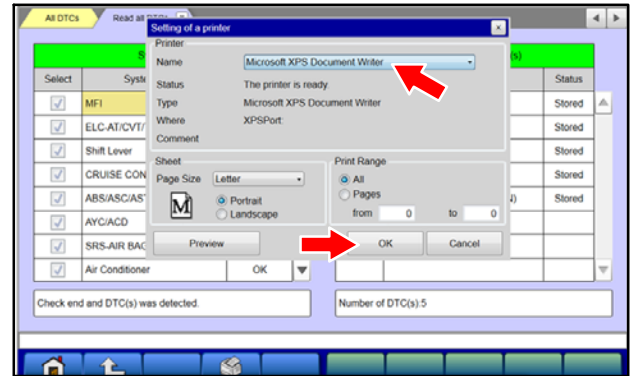 All DTCs
Read all
Setting of a printer
Printer
Name Microsoft XPS Document Writer
Status The printer is ready.
Type Microsoft XPS Document Writer
Where XPSPort:
Comment
Sheet
Page Size Letter
Portrait
Landscape
Print Range
All
Pages
from 0 to 0
Preview OK Cancel
S
(s)
Select Syste Status
MFI Stored
ELC-AT/CVT/ Stored
Shift Lever Stored
CRUISE CON Stored
ABS/ASC/AS Stored
AYC/ACD
SRS-AIR BAG
Air Conditioner OK
Check end and DTC(s) was detected.
Number of DTC(s):5